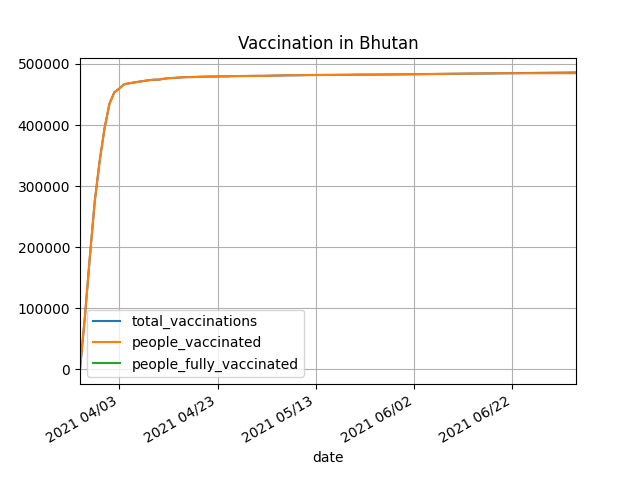 Vaccination in Bhutan
500000
400000
300000
200000
100000
0
total_vaccinations
people_vaccinated
people_fully_vaccinated
2021 04/03
2021 04/23
2021 05/13
2021 06/02
2021 06/22
date